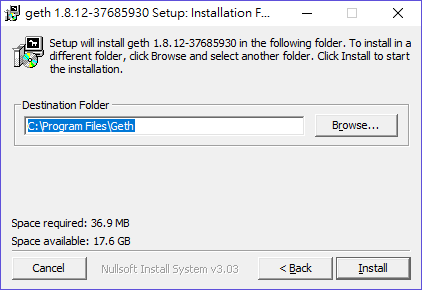 geth 1.8.12-37685930 Setup: Installation F...
Setup will install geth 1.8.12-37685930 in the following folder. To install in a
different folder, click Browse and select another folder. Click Install to start
the installation.
Destination Folder
C:\Program Files\Geth
Browse...
Space required: 36.9 MB
Space available: 17.6 GB
Cancel
Nullsoft Install System v3.03
< Back
Install